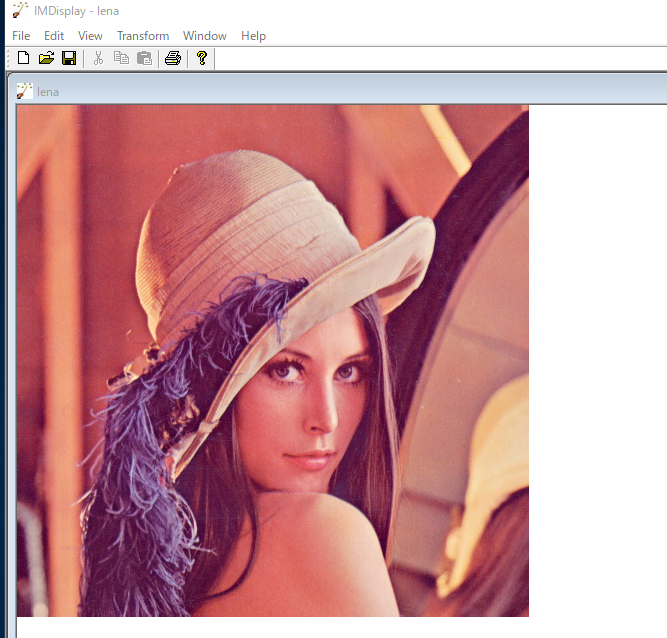 IMDisplay - lena
File Edit View Transform Window Help
?
lena